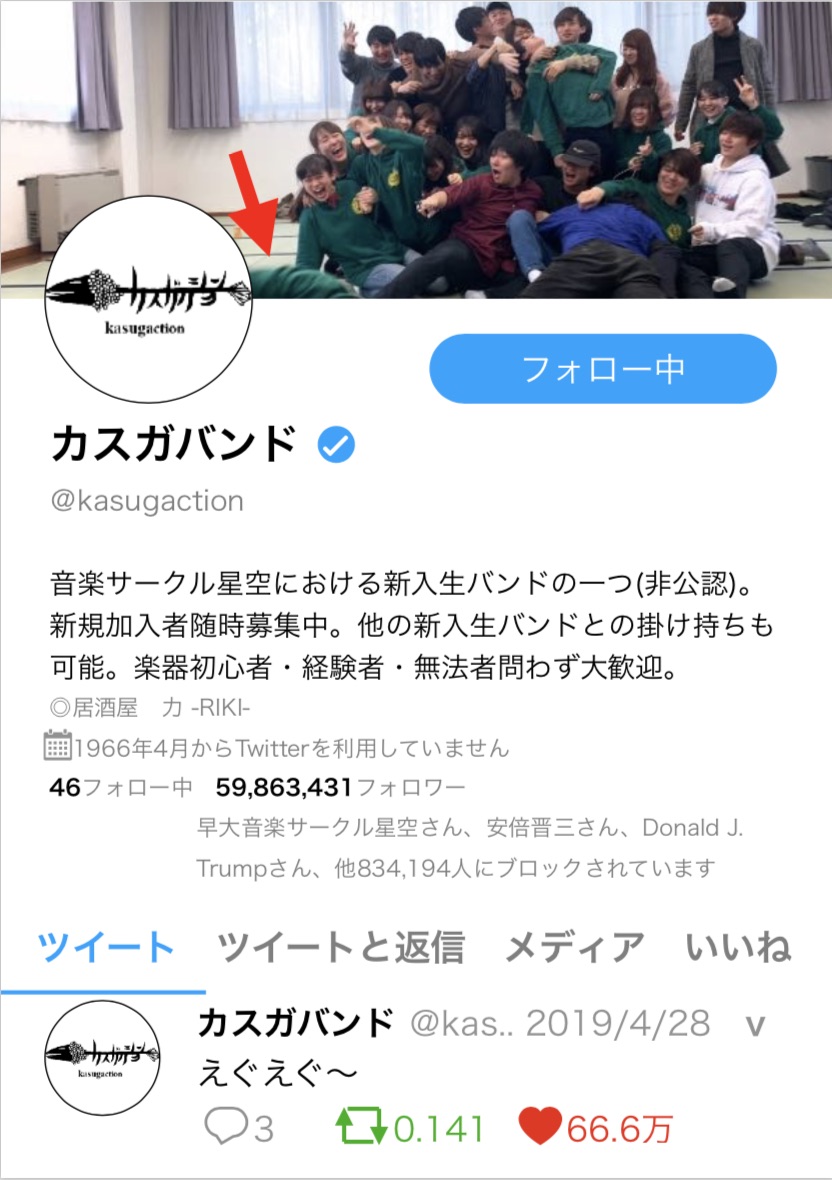 カスガクション
kasugaction
フォロー中
カスガバンド
@kasugaction
音楽サークル星空における新入生バンドの一つ(非公認)。
新規加入者随時募集中。他の新入生バンドとの掛け持ちも
可能。楽器初心者・経験者・無法者問わず大歓迎。
◎居酒屋　力 -RIKI-
1966年4月からTwitterを利用していません
46フォロー中 59,863,431フォロワー
早大音楽サークル星空さん、安倍晋三さん、Donald J.
Trumpさん、他834,194人にブロックされています
ツイート ツイートと返信 メディア いいね
カスガバンド @kas.. 2019/4/28 v
kasugaction
えぐえぐ〜
3 0.141 66.6万